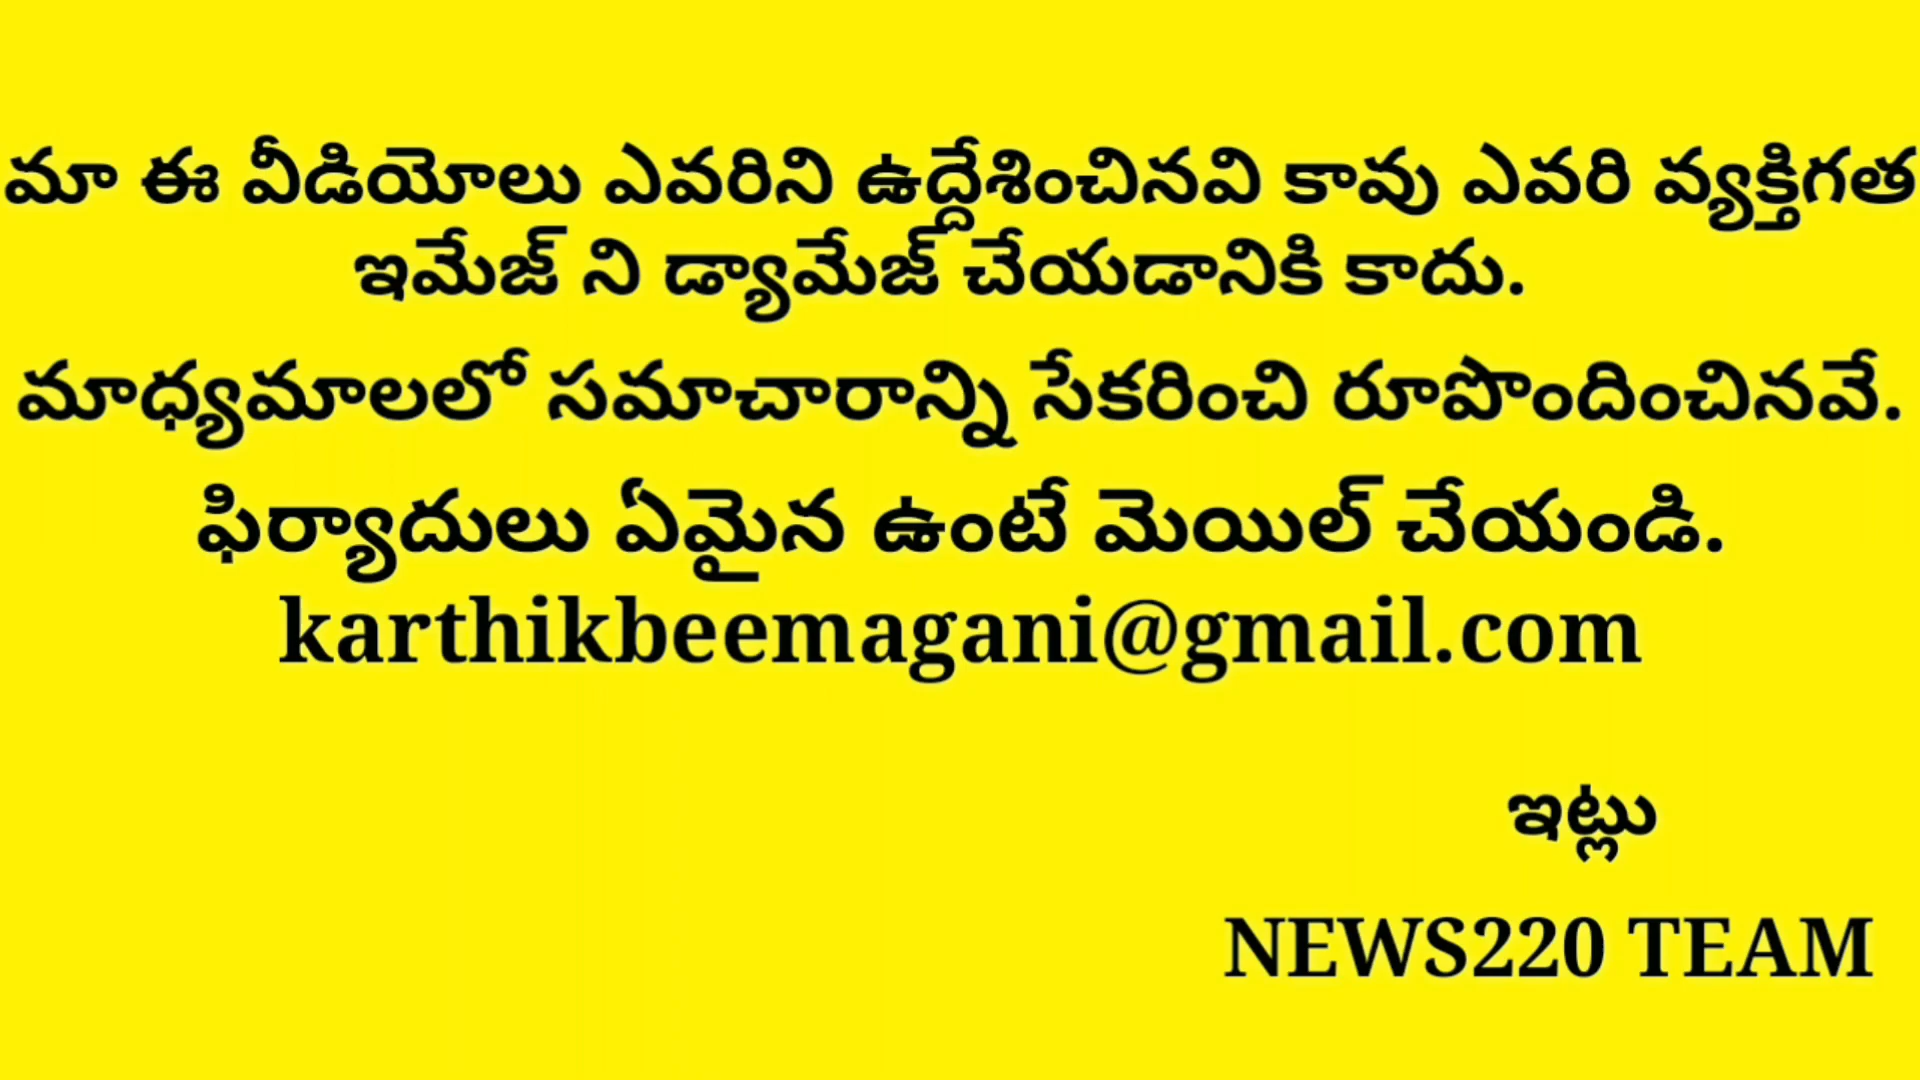 మా ఈ వీడియోలు ఎవరిని ఉద్దేశించినవి కావు ఎవరి వ్యక్తిగత
ఇమేజ్ ని డ్యామేజ్ చేయడానికి కాదు.
మాధ్యమాలలో సమాచారాన్ని సేకరించి రూపొందించినవే.
ఫిర్యాదులు ఏమైన ఉంటే మెయిల్ చేయండి.
karthikbeemagani@gmail.com
ఇట్లు
NEWS220 TEAM